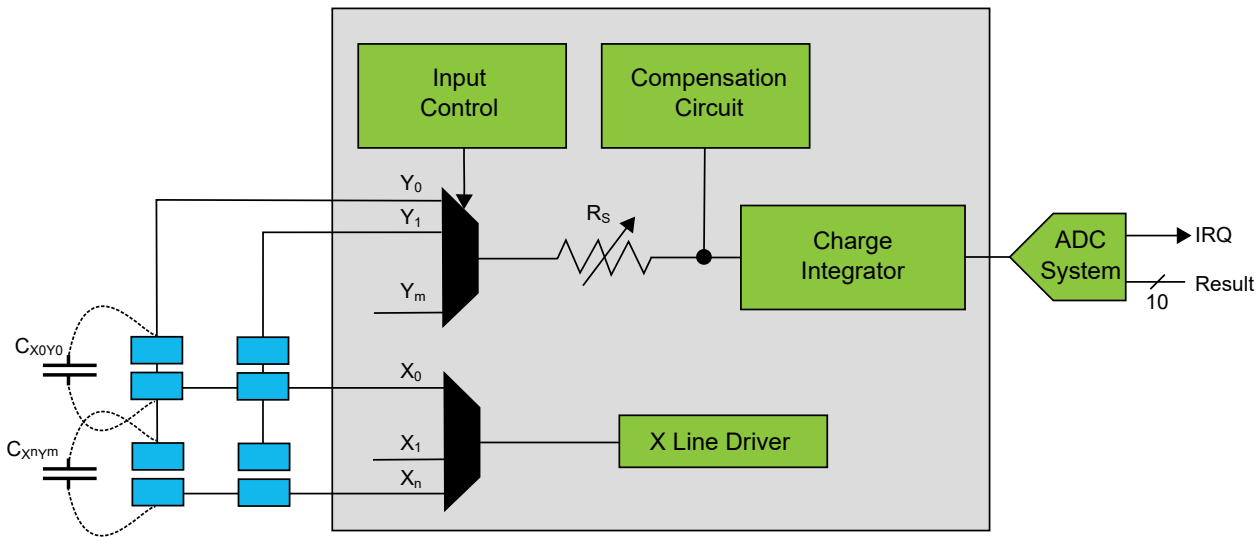 Input
Control
Compensation
Circuit
Y0
Y1
RS
Charge
Integrator
ADC
System
IRQ
Result
10
Ym
CX0Y0
X0
X Line Driver
X1
CXnYm
Xn